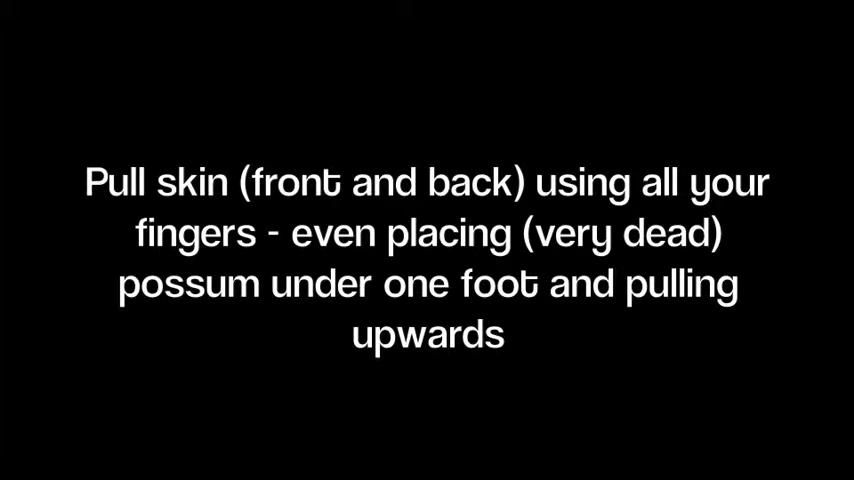 Pull skin (front and back) using all your
fingers - even placing (very dead)
possum under one foot and pulling
upwards